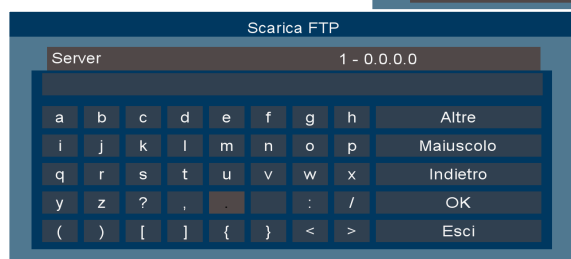 Scarica FTP
Server 1 - 0.0.0.0
a b c d e f g h Altre
i j k l m n o p Maiuscolo
q r s t u v w x Indietro
y z ? , . : / OK
( ) [ ] { } < > Esci